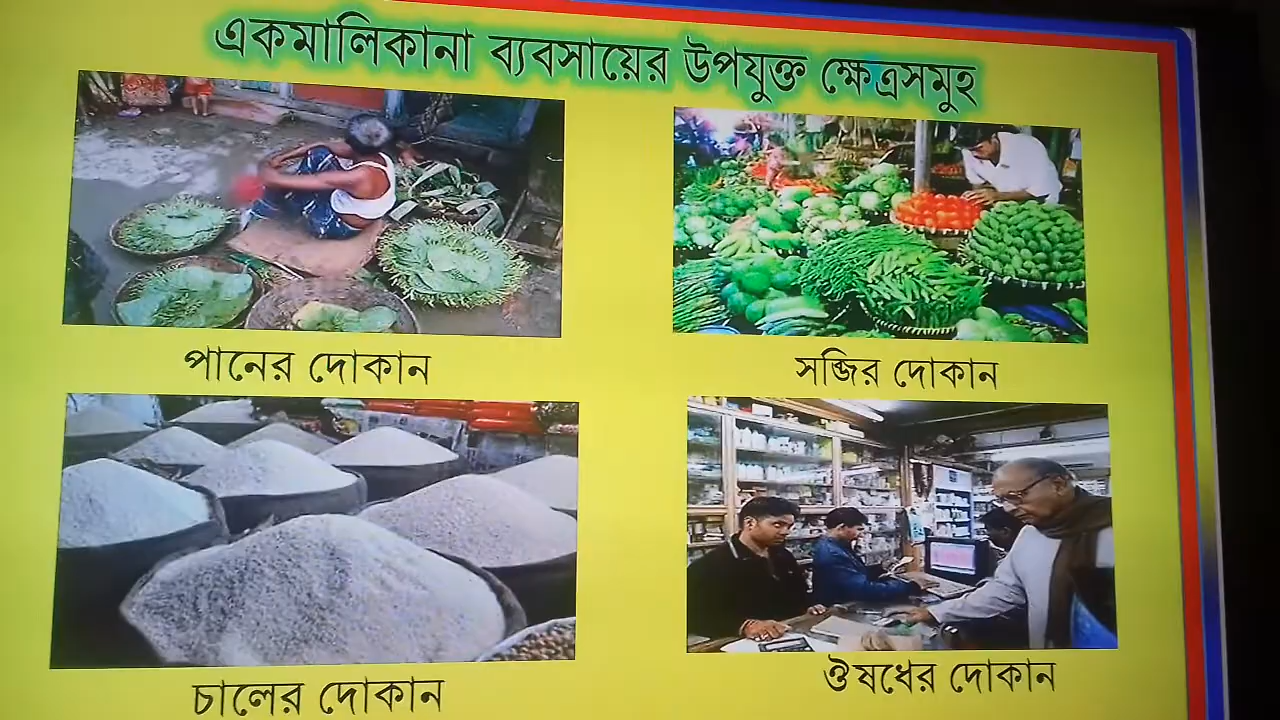 একমালিকানা ব্যবসায়ের উপযুক্ত ক্ষেত্রসমুহ
পানের দোকান
সব্জির দোকান
চালের দোকান
ঔষধের দোকান